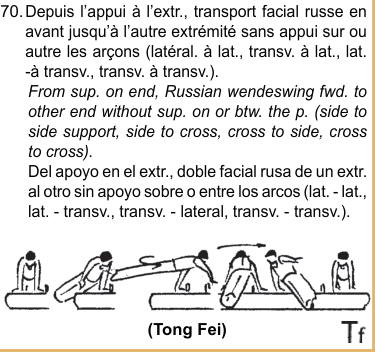 70. Depuis l'appui à l'extr., transport facial russe en
avant jusqu'à l'autre extrémité sans appui sur ou
autre les arçons (latéral. à lat., transv. à lat., lat.
-à transv., transv. à transv.).
From sup. on end, Russian wendeswing fwd. to
other end without sup. on or btw. the p. (side to
side support, side to cross, cross to side, cross
to cross).
Del apoyo en el extr., doble facial rusa de un extr.
al otro sin apoyo sobre o entre los arcos (lat. - lat.,
lat. - transv., transv. - lateral, transv. - transv.).
(Tong Fei)
Tf